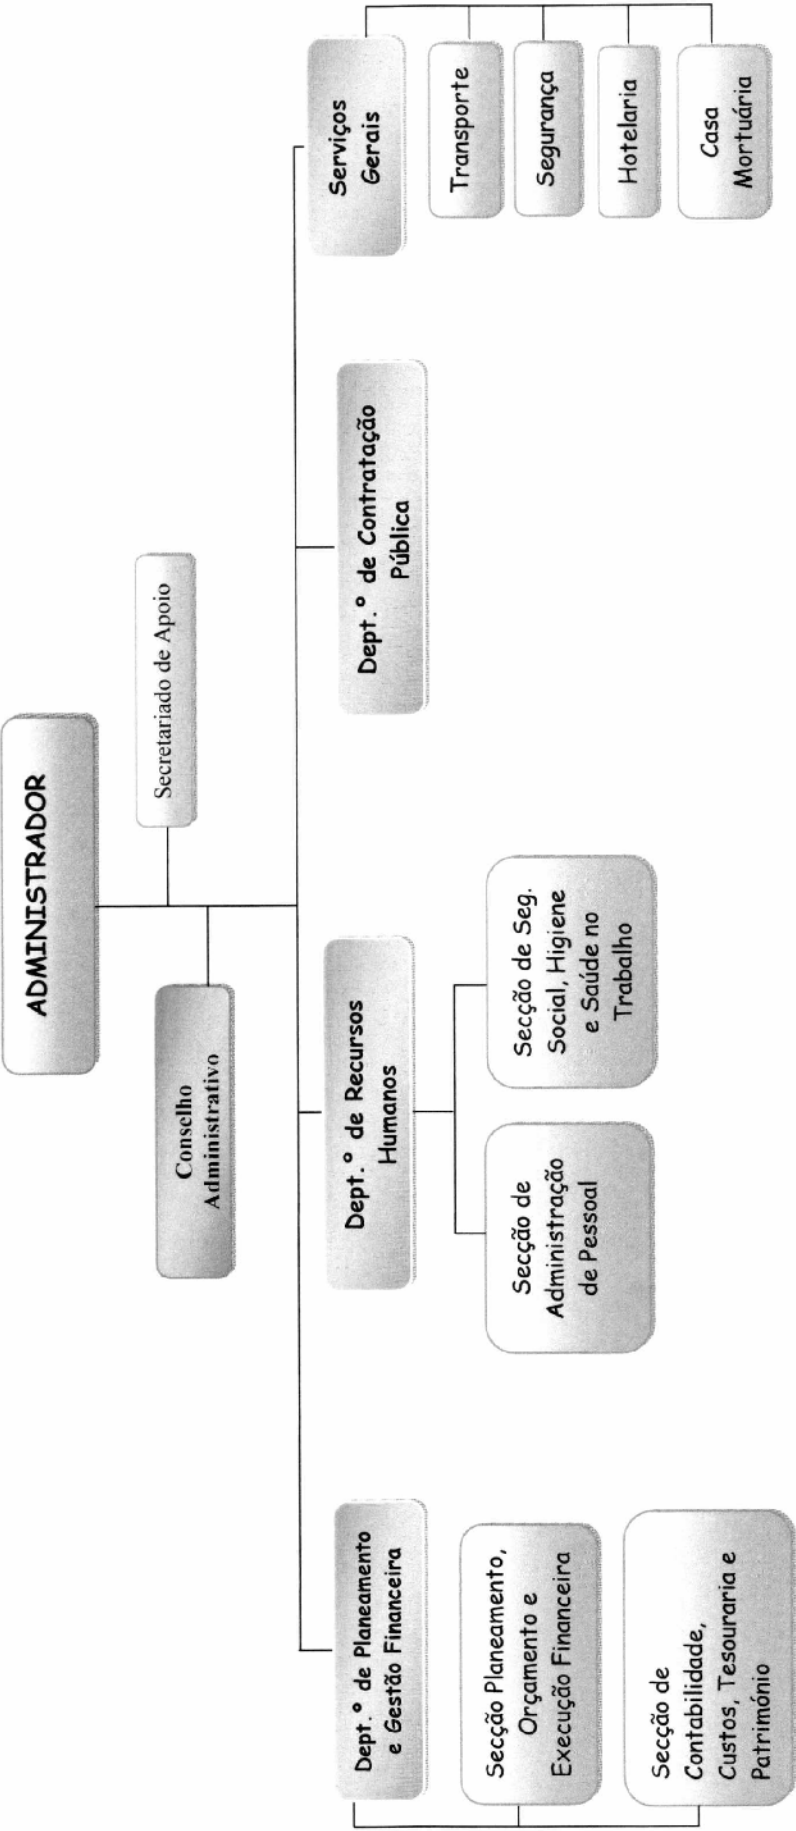 ADMINISTRADOR
Secretariado de Apoio
Conselho
Administrativo
Dept.º de Planeamento
e Gestão Financeira
Secção Planeamento,
Orçamento e
Execução Financeira
Secção de
Contabilidade,
Custos, Tesouraria e
Património
Dept.º de Recursos
Humanos
Secção de
Administração
de Pessoal
Secção de Seg.
Social, Higiene
e Saúde no
Trabalho
Dept.º de Contratação
Pública
Serviços
Gerais
Transporte
Segurança
Hotelaria
Casa
Mortuária